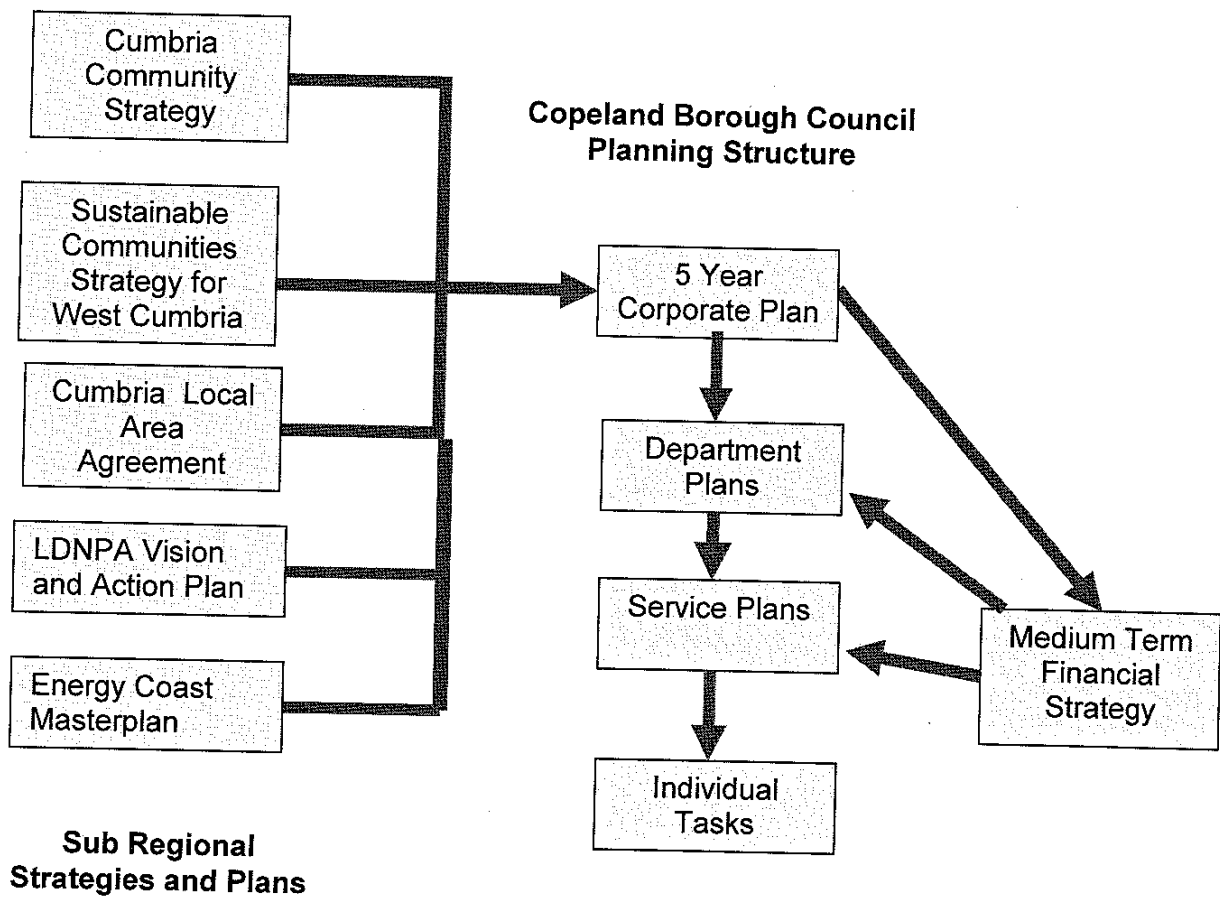 Cumbria
Community
Strategy
Sustainable
Communities
Strategy for
West Cumbria
Cumbria Local
Area
Agreement
LDNPA Vision
and Action Plan
Energy Coast
Masterplan
Sub Regional
Strategies and Plans
Copeland Borough Council
Planning Structure
5 Year
Corporate Plan
Department
Plans
Service Plans
Individual
Tasks
Medium Term
Financial
Strategy